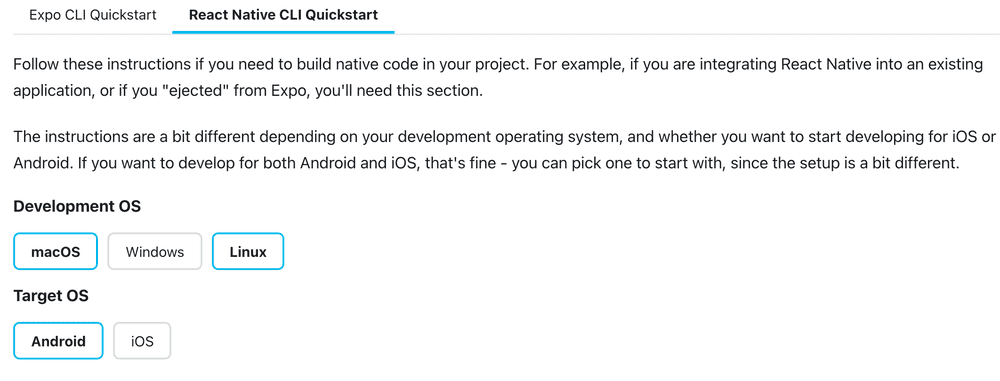 Expo CLI Quickstart React Native CLI Quickstart
Follow these instructions if you need to build native code in your project. For example, if you are integrating React Native into an existing
application, or if you "ejected" from Expo, you'll need this section.
The instructions are a bit different depending on your development operating system, and whether you want to start developing for iOS or
Android. If you want to develop for both Android and iOS, that's fine - you can pick one to start with, since the setup is a bit different.
Development OS
macOS Windows Linux
Target OS
Android iOS